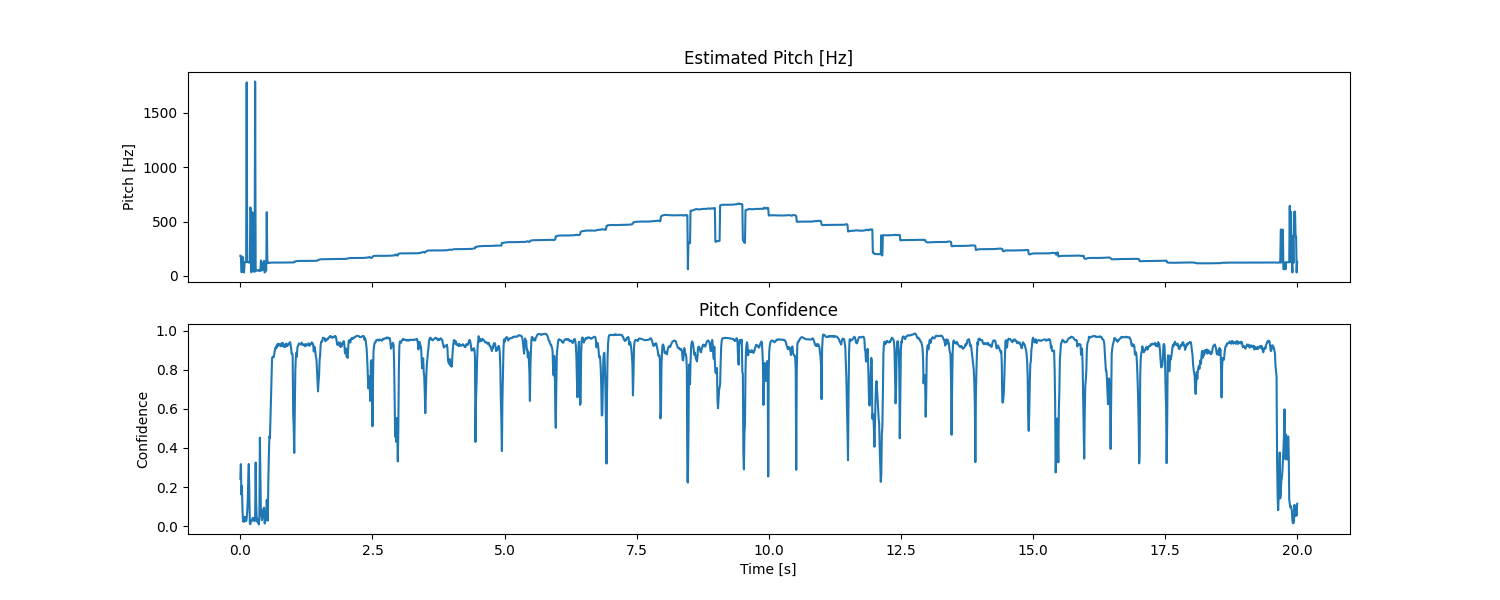 Estimated Pitch [Hz]
Pitch [Hz]
1500
1000
500
0
Pitch Confidence
Confidence
1.0
0.8
0.6
0.4
0.2
0.0
0.0 2.5 5.0 7.5 10.0 12.5 15.0 17.5 20.0
Time [s]